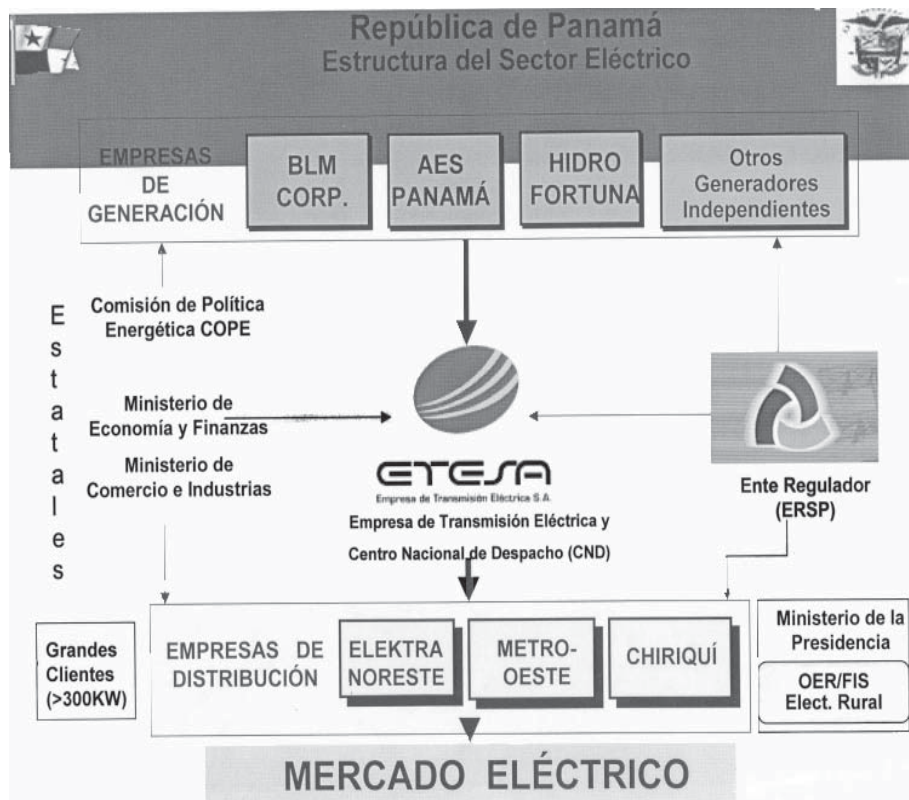 República de Panamá
Estructura del Sector Eléctrico
EMPRESAS
DE
GENERACIÓN
BLM
CORP.
AES
PANAMÁ
HIDRO
FORTUNA
Otros
Generadores
Independientes
Estatales
Comisión de Política
Energética COPE
Ministerio de
Economía y Finanzas
Ministerio de
Comercio e Industrias
ETESA
Empresa de Transmisión Eléctrica S.A.
Empresa de Transmisión Eléctrica y
Centro Nacional de Despacho (CND)
Ente Regulador
(ERSP)
Grandes
Clientes
(>300KW)
EMPRESAS DE
DISTRIBUCIÓN
ELEKTRA
NORESTE
METRO-
OESTE
CHIRIQUÍ
Ministerio de la
Presidencia
OER/FIS
Elect. Rural
MERCADO ELÉCTRICO